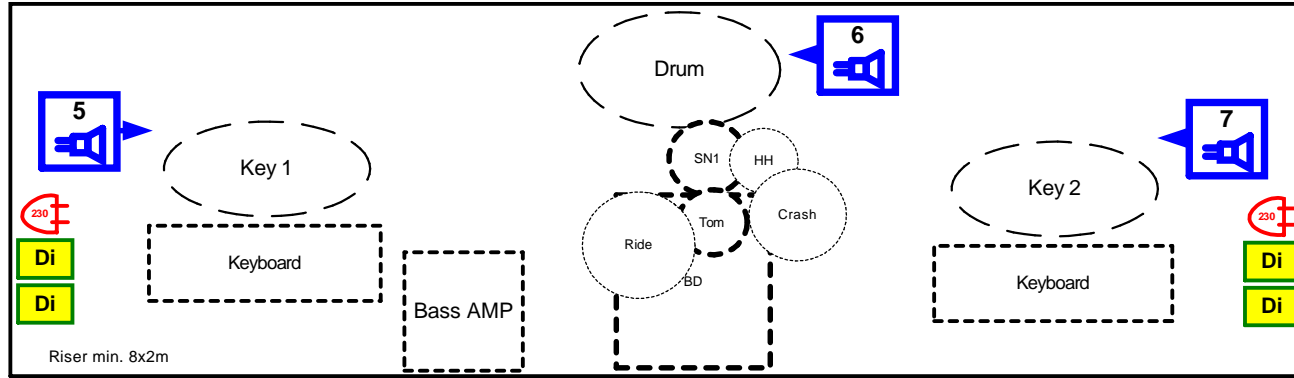 6
Drum
5
7
SN1
HH
Key 1
Key 2
230
230
Tom
Crash
Ride
Di
Keyboard
Di
Keyboard
BD
Di
Bass AMP
Di
Riser min. 8x2m